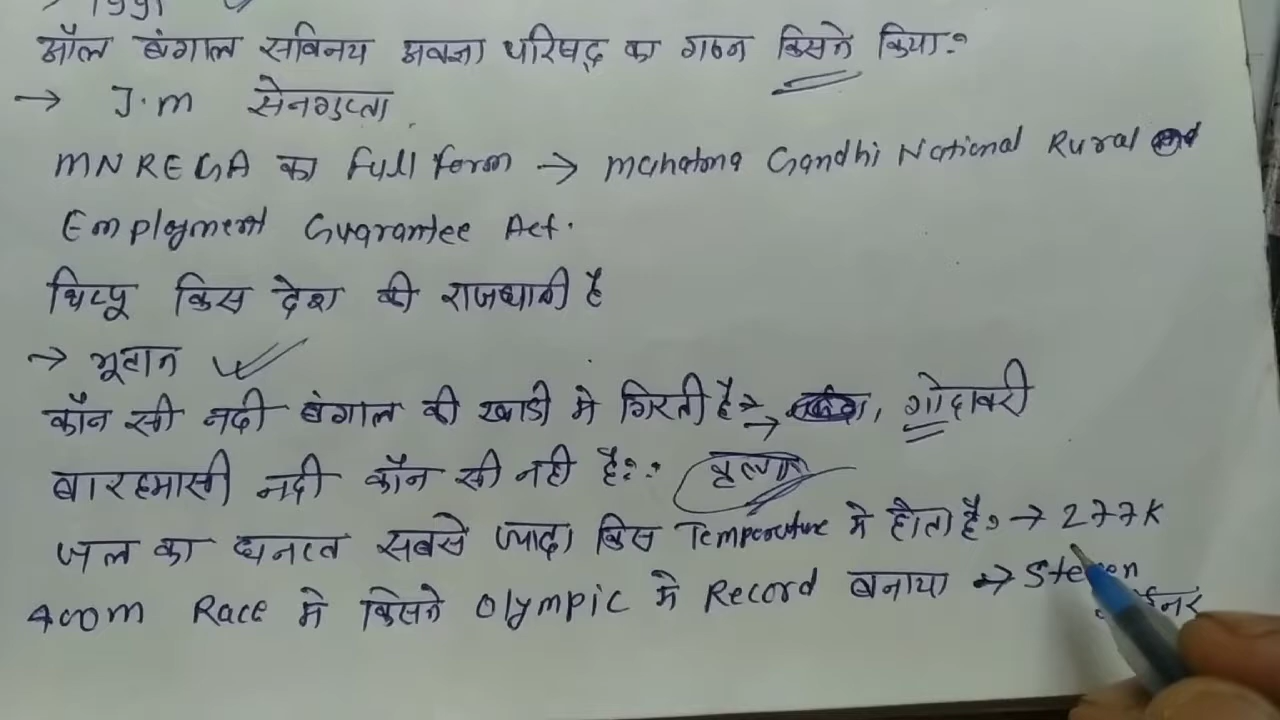 1991
ऑल बंगाल सविनय अवज्ञा परिषद् का गठन किसने किया?
→ J.M सेनगुप्ता
MNREGA का Full form → Mahatma Gandhi National Rural
Employment Guarantee Act.
थिम्पू किस देश की राजधानी है
→ भूटान
कौन सी नदी बंगाल की खाडी मे गिरती है? → , गोदावरी
बारहमासी नदी कौन सी नही है? : कृष्णा
जल का घनत्व सबसे ज्यादा किस Temperature मे होता है? → 277K
400m Race मे किसने Olympic मे Record बनाया → Steven